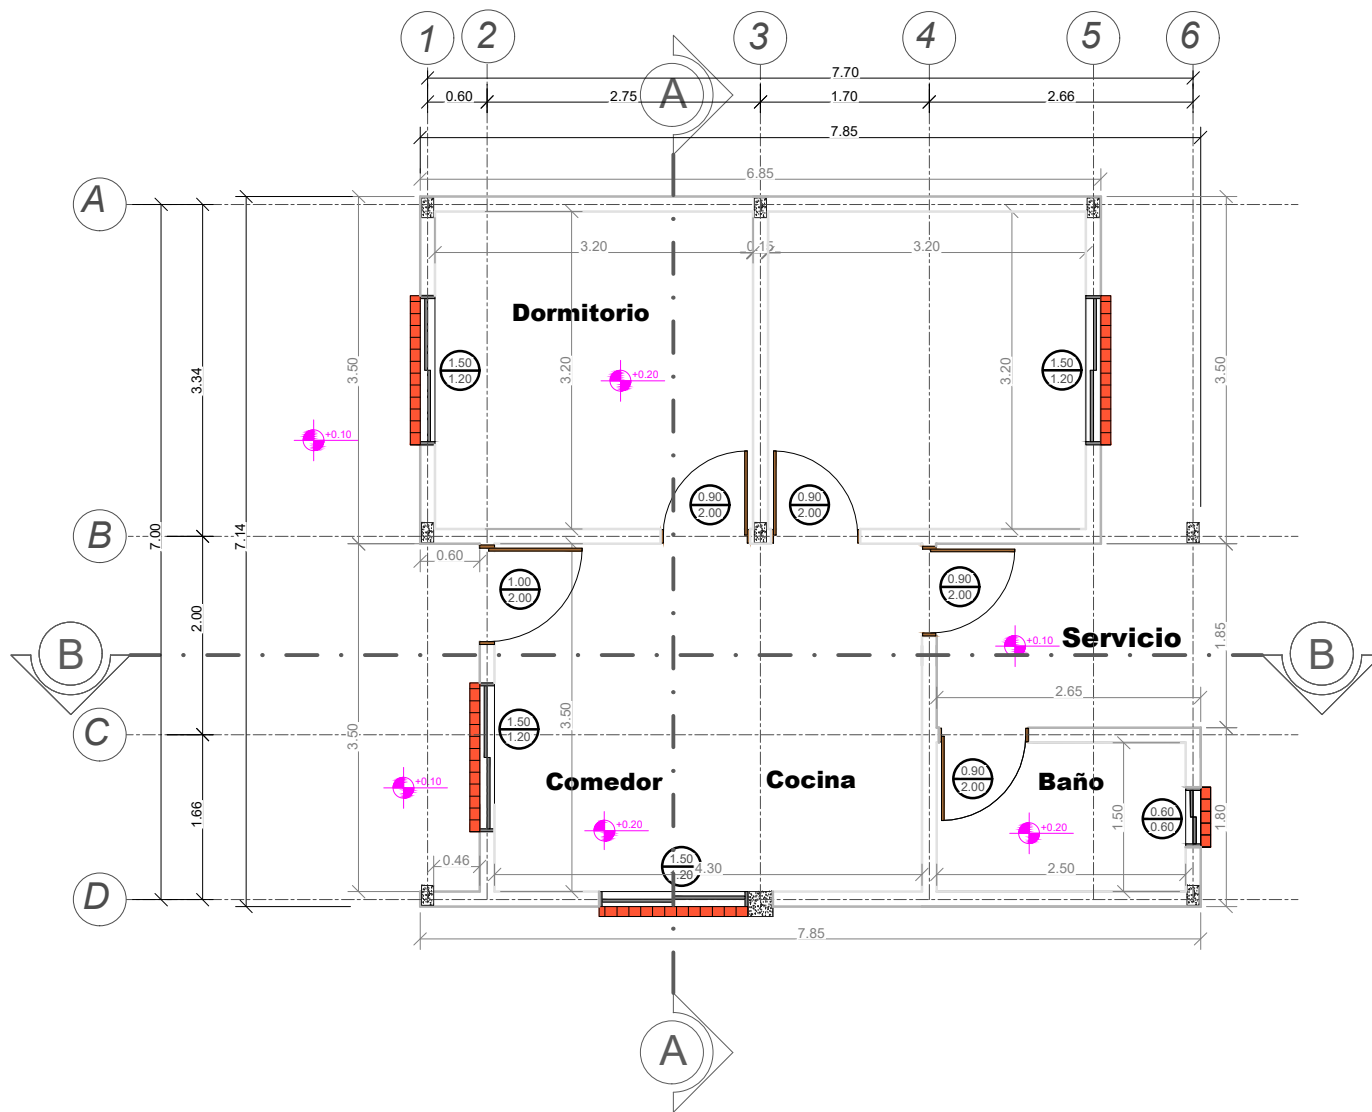 1 2 3 4 5 6
7.70
0.60 2.75 A 1.70 2.66
7.85
6.85
A
3.20 0.15 3.20
Dormitorio
3.50 3.34 3.20 3.20 3.50
1.50
1.20
1.50
1.20
+0.20
+0.10
0.90
2.00
0.90
2.00
B
7.00 7.14
0.60
1.00
2.00
0.90
2.00
2.00
B +0.10 Servicio 1.85 B
2.65
C
3.50 3.50
1.50
1.20
Comedor Cocina Baño
0.90
2.00
+0.10
+0.20 +0.20
1.66 1.50 1.80
0.60
0.60
0.46
1.50
1.20
4.30 2.50
D
7.85
A